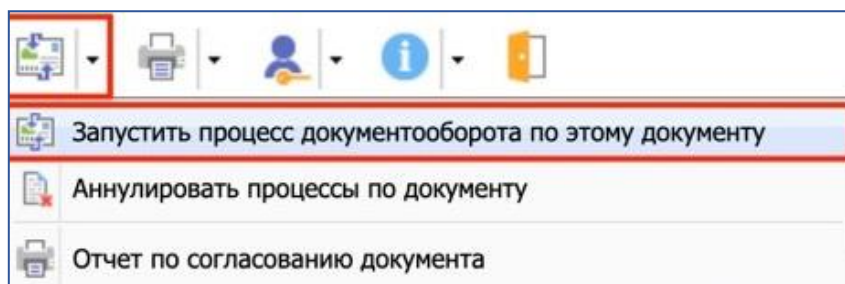 Запустить процесс документооборота по этому документу
Аннулировать процессы по документу
Отчет по согласованию документа